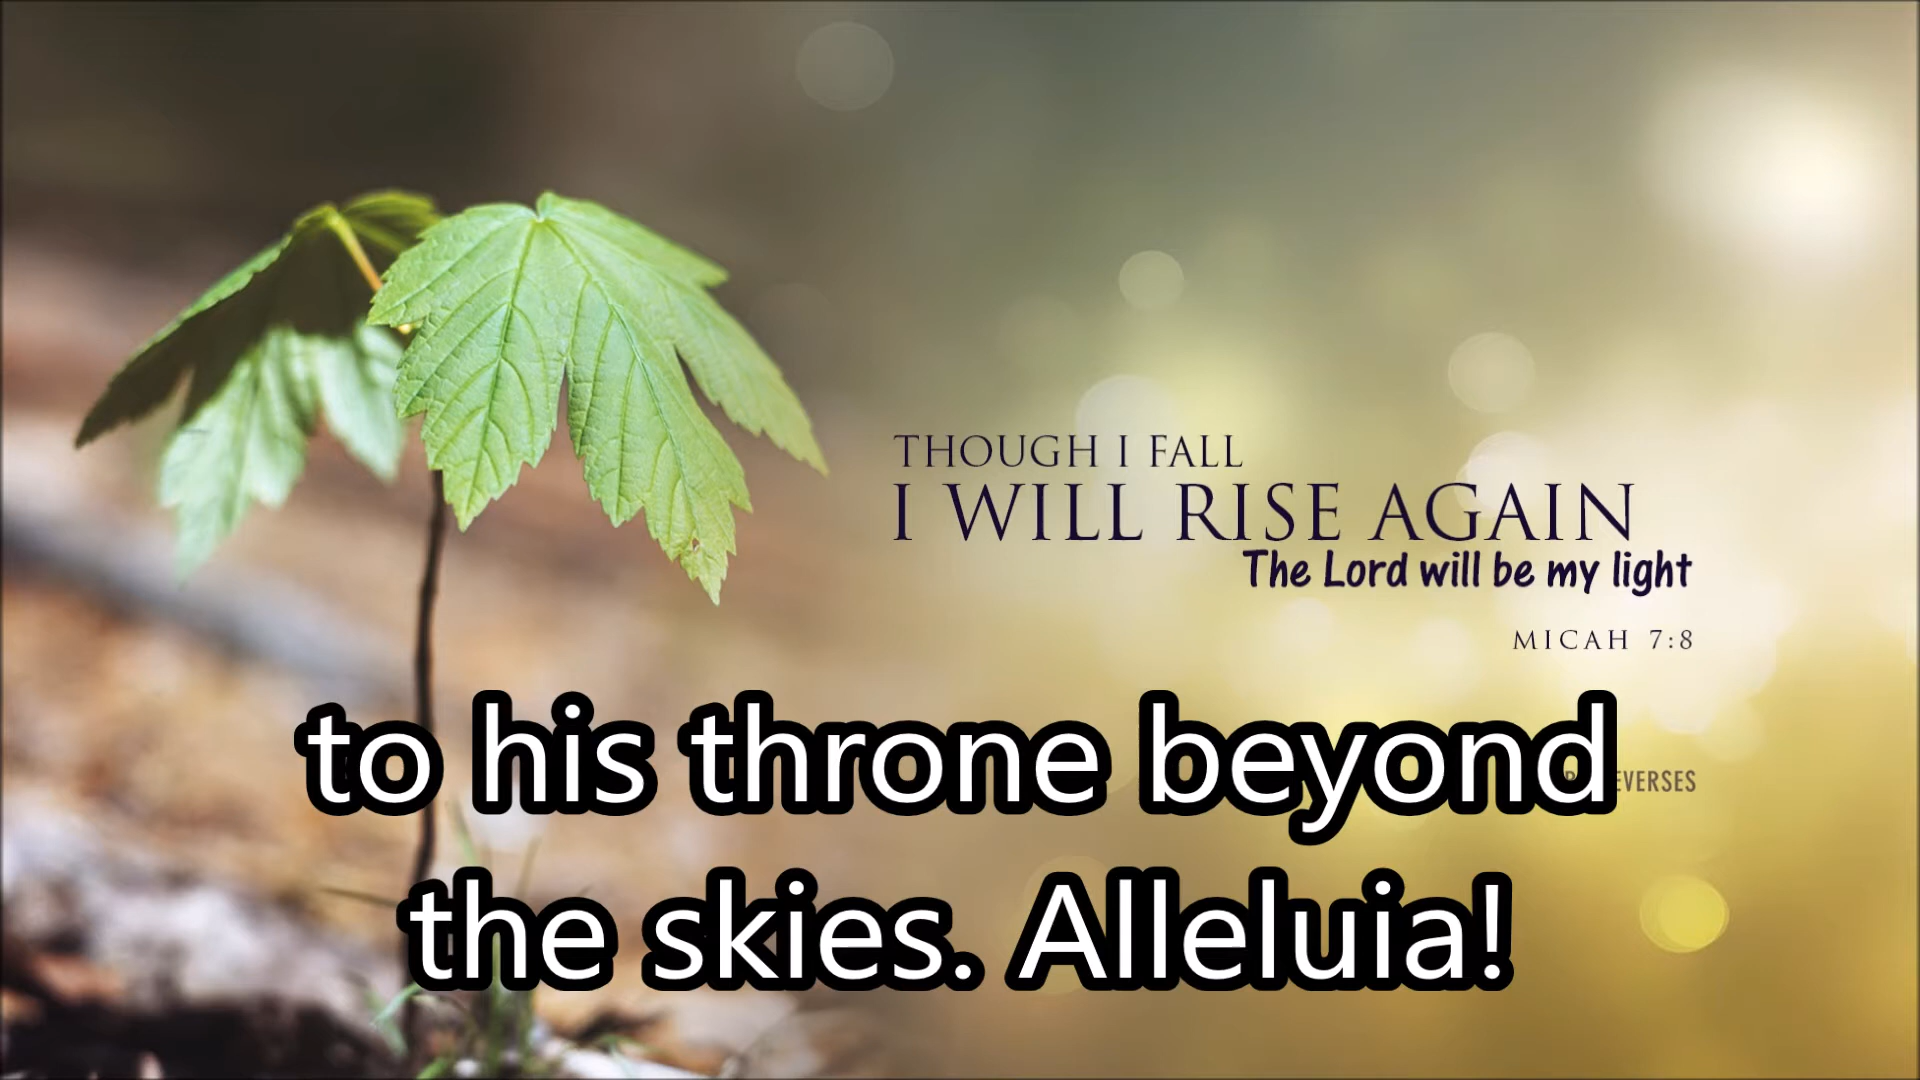 THOUGH I FALL
I WILL RISE AGAIN
The Lord will be my light
MICAH 7:8
to his throne beyond
the skies. Alleluia!